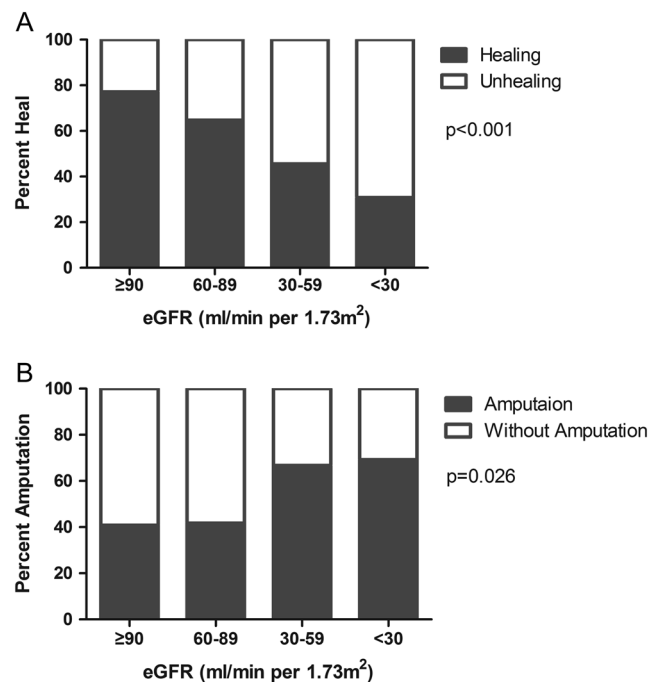 A
100
80
60
40
20
0
Percent Heal
≥90 60-89 30-59 <30
eGFR (ml/min per 1.73m²)
Healing
Unhealing
p<0.001
B
100
80
60
40
20
0
Percent Amputation
≥90 60-89 30-59 <30
eGFR (ml/min per 1.73m²)
Amputaion
Without Amputation
p=0.026